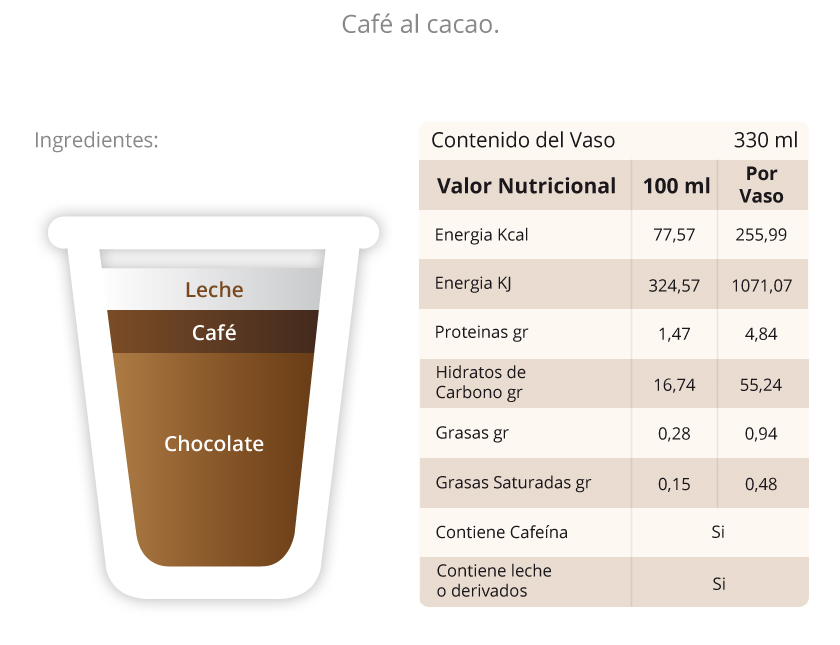 Café al cacao.
Ingredientes:
Leche
Café
Chocolate
Contenido del Vaso 330 ml
Valor Nutricional 100 ml Por Vaso
Energia Kcal 77,57 255,99
Energia KJ 324,57 1071,07
Proteinas gr 1,47 4,84
Hidratos de
Carbono gr 16,74 55,24
Grasas gr 0,28 0,94
Grasas Saturadas gr 0,15 0,48
Contiene Cafeína Si
Contiene leche
o derivados Si